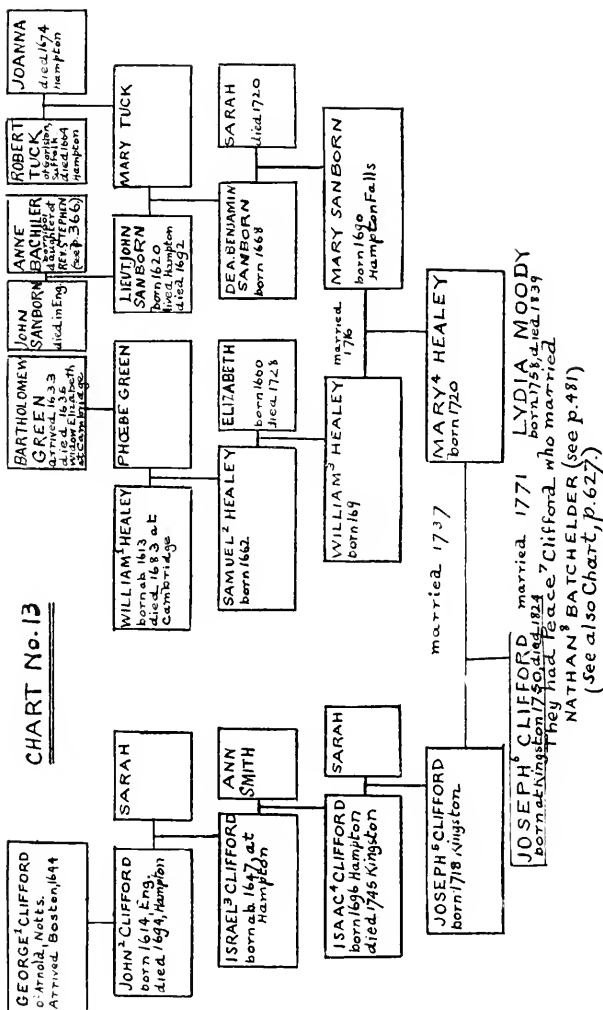 CHART No. 13
GEORGE¹ CLIFFORD
of Arnold, Notts.
Arrived Boston, 1644
JOHN² CLIFFORD
born 1614, Eng.
died 1694, Hampton
SARAH
ISRAEL³ CLIFFORD
born ab. 1647, at
Hampton
ANN
SMITH
ISAAC⁴ CLIFFORD
born 1696 Hampton
died 1745 Kingston
SARAH
JOSEPH⁵ CLIFFORD
born 1718 Kingston
married 1737
BARTHOLOMEW
GREEN
arrived 1633
died 1635
widow Elizabeth
at Cambridge
JOHN
SANBORN
died in Eng.
ANNE
BACHILER
daughter of
REV. STEPHEN
(see p. 366)
ROBERT
TUCK
of Gorlston,
Suffolk
died 1664
Hampton
JOANNA
died 1674
Hampton
WILLIAM¹ HEALEY
born ab 1613
died 1683 at
Cambridge
PHŒBE GREEN
LIEUT. JOHN
SANBORN
born 1620
lived Hampton
died 1692
MARY TUCK
SAMUEL² HEALEY
born 1662
ELIZABETH
born 1660
died 1728
DEA. BENJAMIN
SANBORN
born 1668
SARAH
died 1720
WILLIAM³ HEALEY
born 169
married
1716
MARY SANBORN
born 1690
Hampton Falls
MARY⁴ HEALEY
born 1720
JOSEPH⁶ CLIFFORD married 1771 LYDIA MOODY
born at Kingston 1750, died 1824 born 1758, died 1839
They had Peace⁷ Clifford who married
NATHAN⁸ BATCHELDER (see p. 481)
(See also Chart, p. 627.)